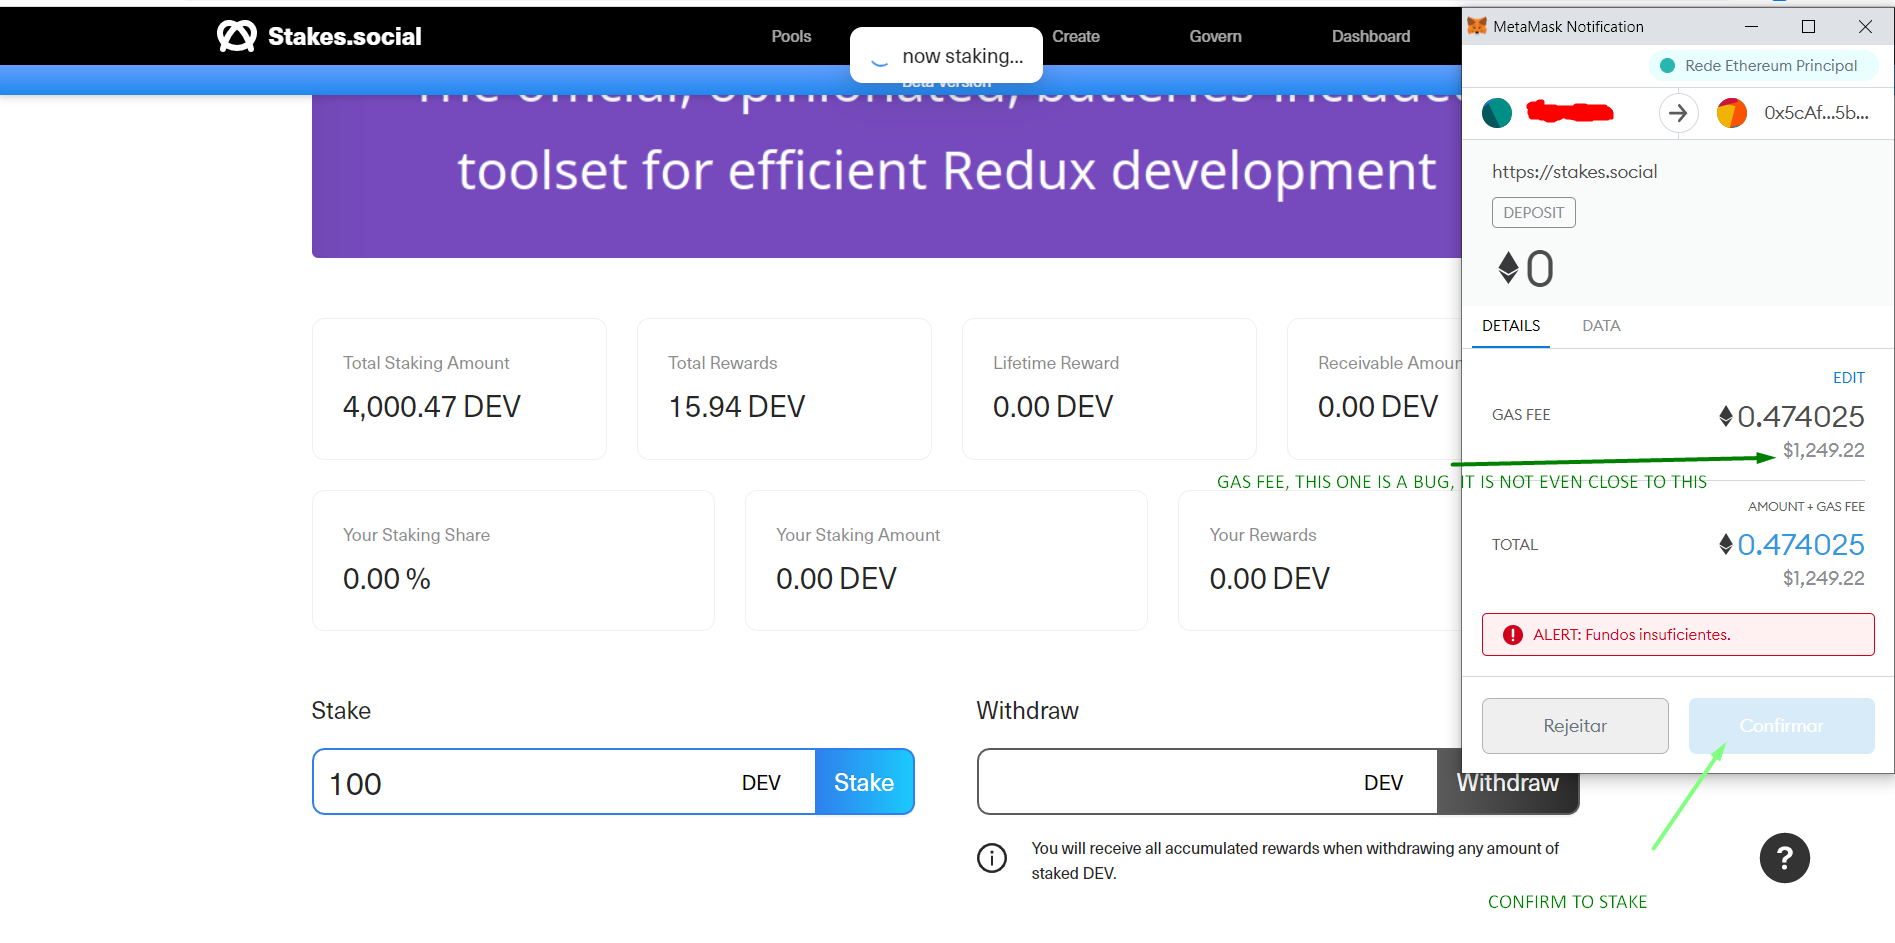 Stakes.social
Pools
Create
Govern
Dashboard
now staking...
Beta Version
The official, opinionated, batteries-included
toolset for efficient Redux development
Total Staking Amount
4,000.47 DEV
Total Rewards
15.94 DEV
Lifetime Reward
0.00 DEV
Receivable Amoun
0.00 DEV
Your Staking Share
0.00 %
Your Staking Amount
0.00 DEV
Your Rewards
0.00 DEV
Stake
100 DEV Stake
Withdraw
DEV Withdraw
You will receive all accumulated rewards when withdrawing any amount of
staked DEV.
MetaMask Notification
Rede Ethereum Principal
0x5cAf...5b...
https://stakes.social
DEPOSIT
0
DETAILS
DATA
EDIT
GAS FEE
0.474025
$1,249.22
GAS FEE, THIS ONE IS A BUG, IT IS NOT EVEN CLOSE TO THIS
AMOUNT + GAS FEE
TOTAL
0.474025
$1,249.22
ALERT: Fundos insuficientes.
Rejeitar
Confirmar
?
CONFIRM TO STAKE